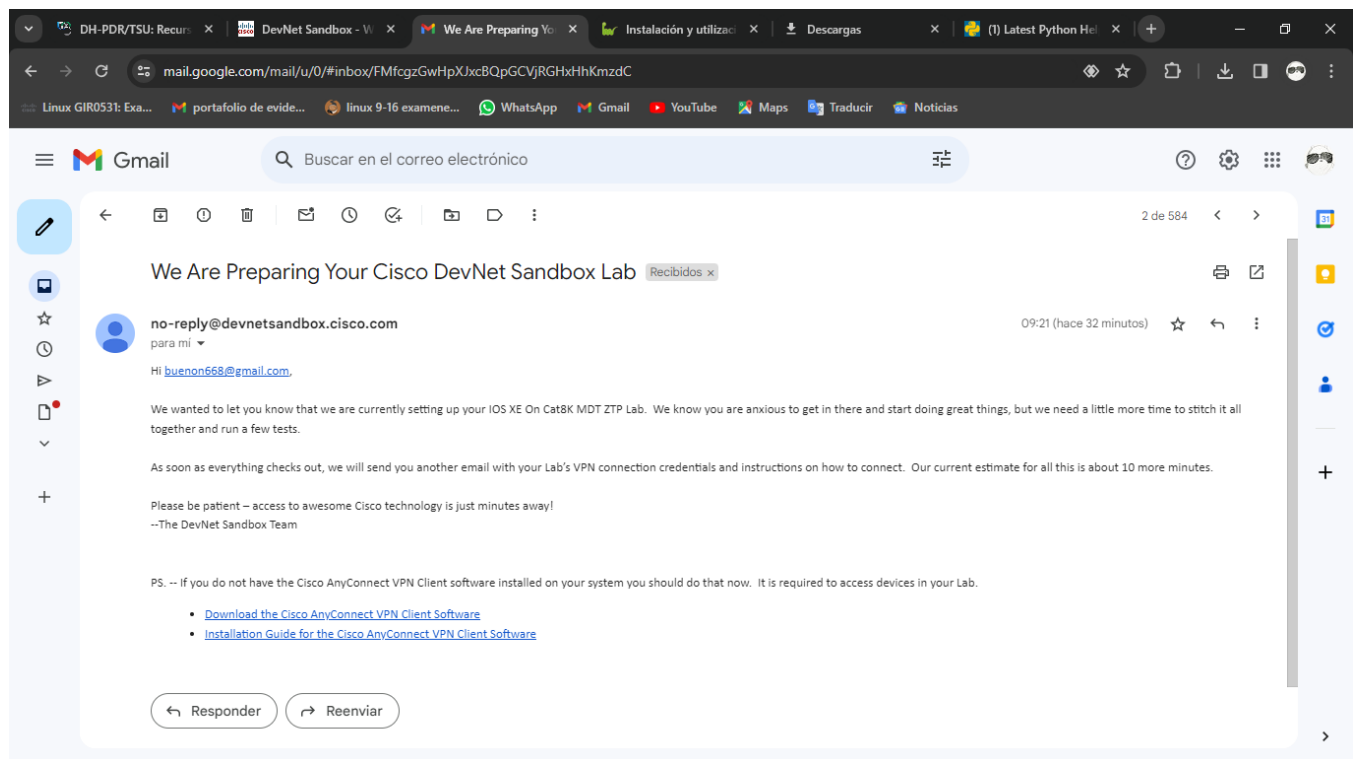 DH-PDR/TSU: Recurs
DevNet Sandbox - W
We Are Preparing Yo
Instalación y utilizac
Descargas
(1) Latest Python Hel
mail.google.com/mail/u/0/#inbox/FMfcgzGwHpXJxcBQpGCVjRGHxHhKmzdC
Linux GIR0531: Exa...
portafolio de evide...
linux 9-16 examene...
WhatsApp
Gmail
YouTube
Maps
Traducir
Noticias
Gmail
Buscar en el correo electrónico
2 de 584
31
We Are Preparing Your Cisco DevNet Sandbox Lab
Recibidos ×
no-reply@devnetsandbox.cisco.com
09:21 (hace 32 minutos)
para mí
Hi buenon668@gmail.com,
We wanted to let you know that we are currently setting up your IOS XE On Cat8K MDT ZTP Lab. We know you are anxious to get in there and start doing great things, but we need a little more time to stitch it all
together and run a few tests.
As soon as everything checks out, we will send you another email with your Lab's VPN connection credentials and instructions on how to connect. Our current estimate for all this is about 10 more minutes.
Please be patient – access to awesome Cisco technology is just minutes away!
--The DevNet Sandbox Team
PS. -- If you do not have the Cisco AnyConnect VPN Client software installed on your system you should do that now. It is required to access devices in your Lab.
Download the Cisco AnyConnect VPN Client Software
Installation Guide for the Cisco AnyConnect VPN Client Software
Responder
Reenviar